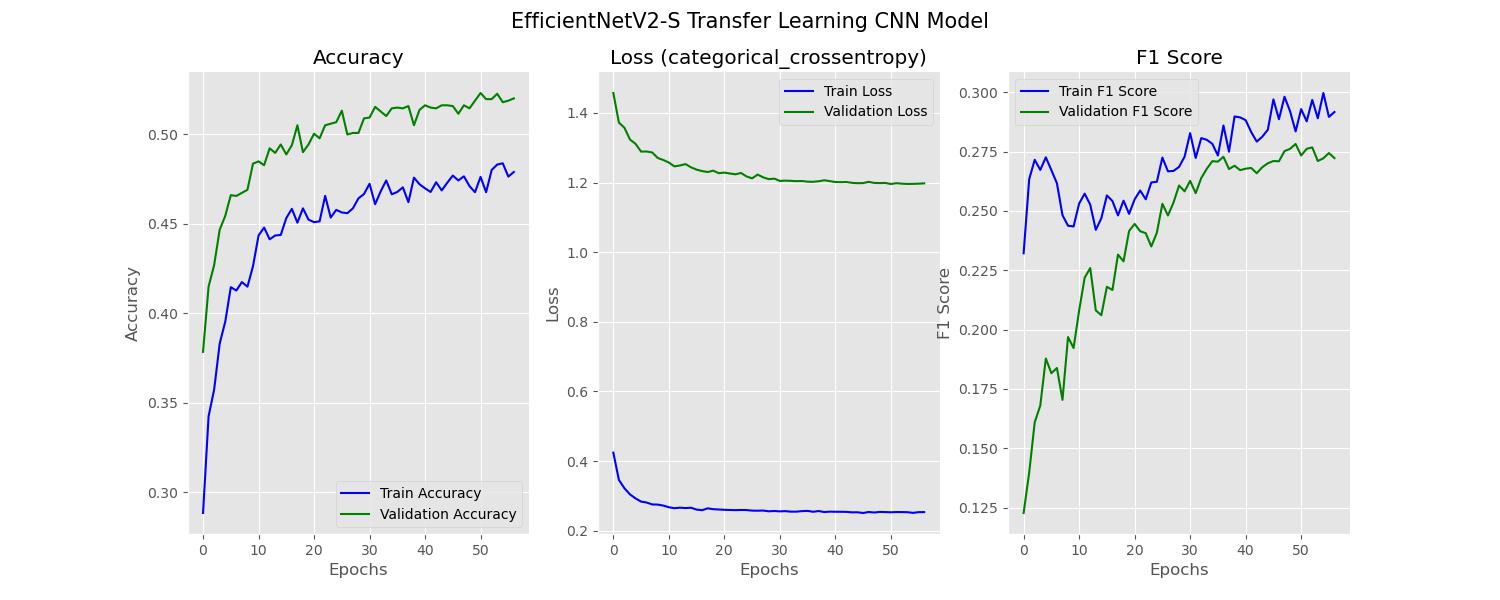 EfficientNetV2-S Transfer Learning CNN Model
Accuracy
Loss (categorical_crossentropy)
F1 Score
Accuracy
0.50
0.45
0.40
0.35
0.30
Train Accuracy
Validation Accuracy
0 10 20 30 40 50
Epochs
Loss
1.4
1.2
1.0
0.8
0.6
0.4
0.2
Train Loss
Validation Loss
0 10 20 30 40 50
Epochs
F1 Score
0.300
0.275
0.250
0.225
0.200
0.175
0.150
0.125
Train F1 Score
Validation F1 Score
0 10 20 30 40 50
Epochs